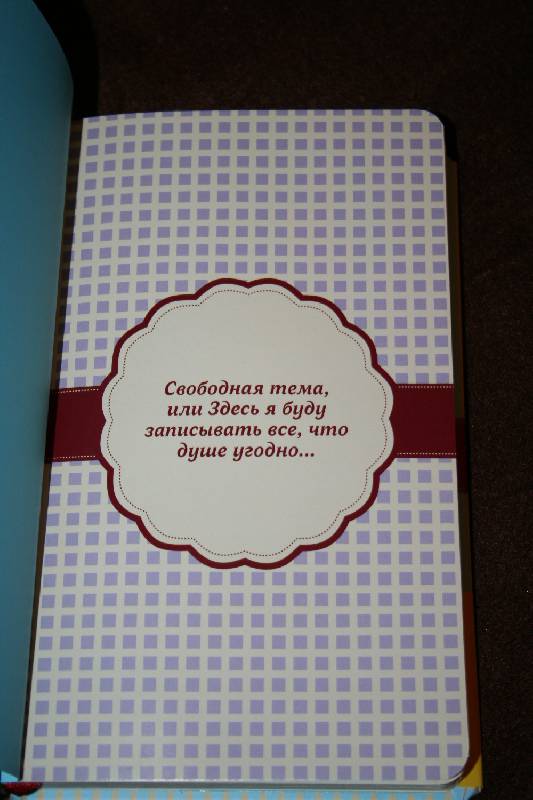 Свободная тема,
или Здесь я буду
записывать все, что
душе угодно...